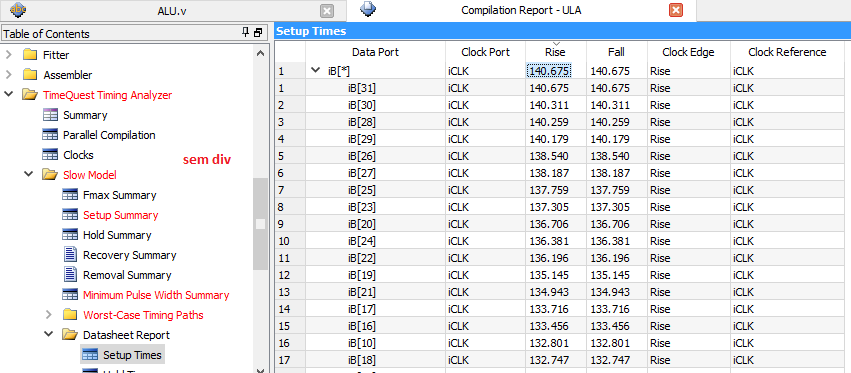 ALU.v
Compilation Report - ULA
Table of Contents
Fitter
Assembler
TimeQuest Timing Analyzer
Summary
Parallel Compilation
Clocks
sem div
Slow Model
Fmax Summary
Setup Summary
Hold Summary
Recovery Summary
Removal Summary
Minimum Pulse Width Summary
Worst-Case Timing Paths
Datasheet Report
Setup Times
Setup Times
Data Port Clock Port Rise Fall Clock Edge Clock Reference
1 iB[*] iCLK 140.675 140.675 Rise iCLK
1 iB[31] iCLK 140.675 140.675 Rise iCLK
2 iB[30] iCLK 140.311 140.311 Rise iCLK
3 iB[28] iCLK 140.259 140.259 Rise iCLK
4 iB[29] iCLK 140.179 140.179 Rise iCLK
5 iB[26] iCLK 138.540 138.540 Rise iCLK
6 iB[27] iCLK 138.187 138.187 Rise iCLK
7 iB[25] iCLK 137.759 137.759 Rise iCLK
8 iB[23] iCLK 137.305 137.305 Rise iCLK
9 iB[20] iCLK 136.706 136.706 Rise iCLK
10 iB[24] iCLK 136.381 136.381 Rise iCLK
11 iB[22] iCLK 136.196 136.196 Rise iCLK
12 iB[19] iCLK 135.145 135.145 Rise iCLK
13 iB[21] iCLK 134.943 134.943 Rise iCLK
14 iB[17] iCLK 133.716 133.716 Rise iCLK
15 iB[16] iCLK 133.456 133.456 Rise iCLK
16 iB[10] iCLK 132.801 132.801 Rise iCLK
17 iB[18] iCLK 132.747 132.747 Rise iCLK